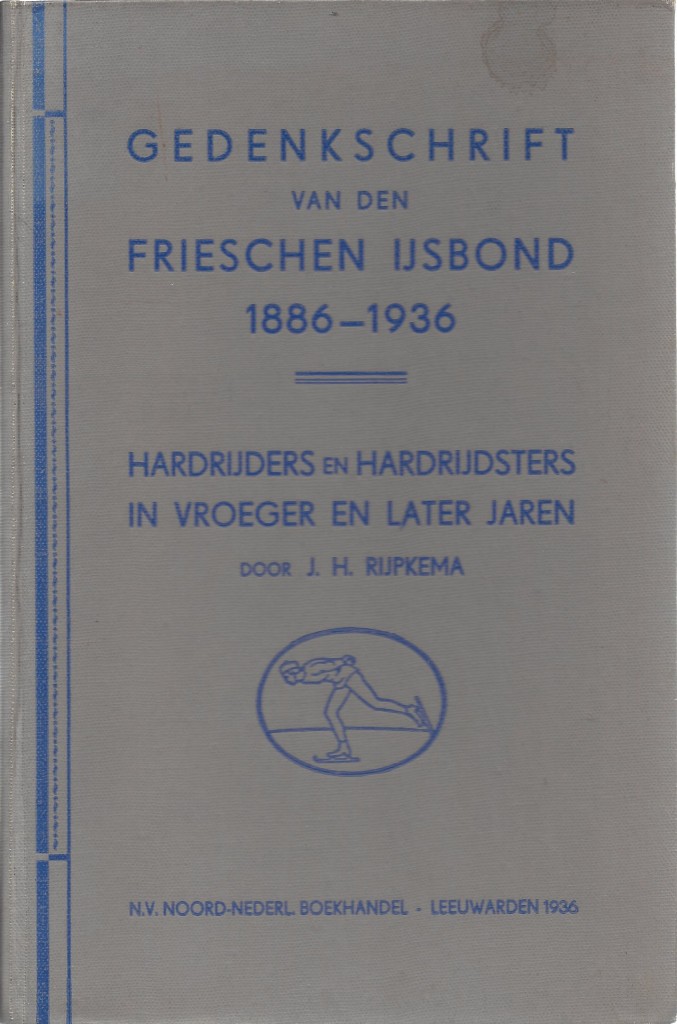 GEDENKSCHRIFT
VAN DEN
FRIESCHEN IJSBOND
1886–1936
HARDRIJDERS EN HARDRIJDSTERS
IN VROEGER EN LATER JAREN
DOOR J. H. RIJPKEMA
N.V. NOORD-NEDERL. BOEKHANDEL - LEEUWARDEN 1936